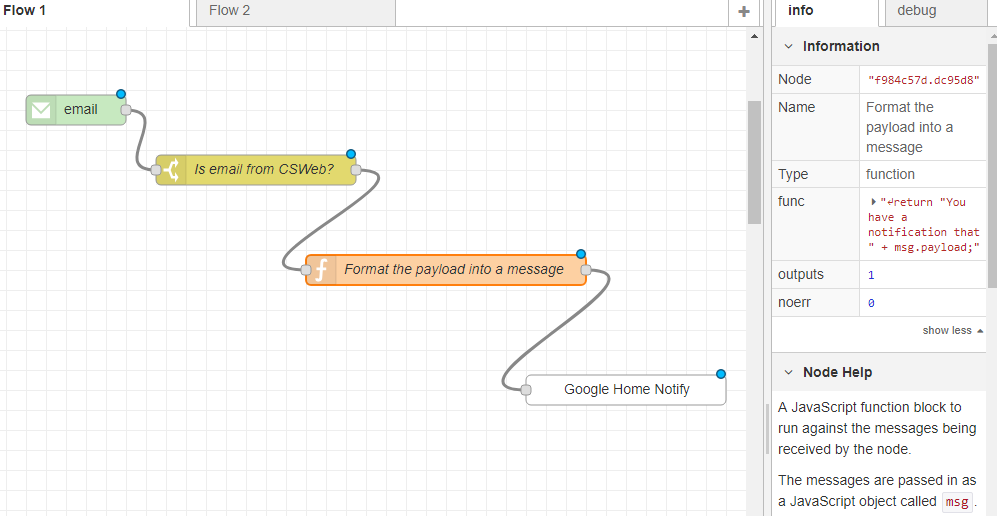 Flow 1
Flow 2
+
info
debug
email
Is email from CSWeb?
Format the payload into a message
Google Home Notify
Information
Node "f984c57d.dc95d8"
Name Format the
payload into a
message
Type function
func "↵return "You
have a
notification that
" + msg.payload;"
outputs 1
noerr 0
show less
Node Help
A JavaScript function block to
run against the messages being
received by the node.
The messages are passed in as
a JavaScript object called msg .